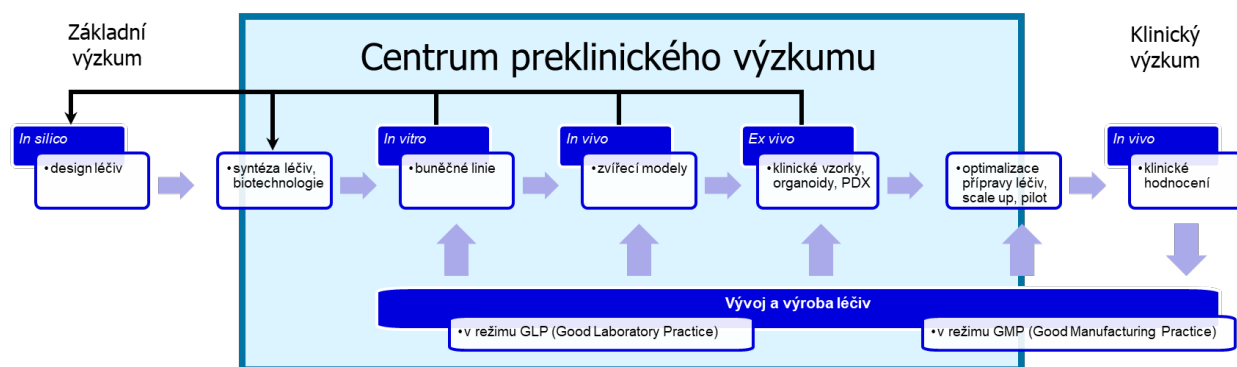 Základní
výzkum
Centrum preklinického výzkumu
Klinický
výzkum
In silico
• design léčiv
• syntéza léčiv,
biotechnologie
In vitro
• buněčné linie
In vivo
• zvířecí modely
Ex vivo
• klinické vzorky,
organoidy, PDX
• optimalizace
přípravy léčiv,
scale up, pilot
In vivo
• klinické
hodnocení
Vývoj a výroba léčiv
• v režimu GLP (Good Laboratory Practice)
• v režimu GMP (Good Manufacturing Practice)